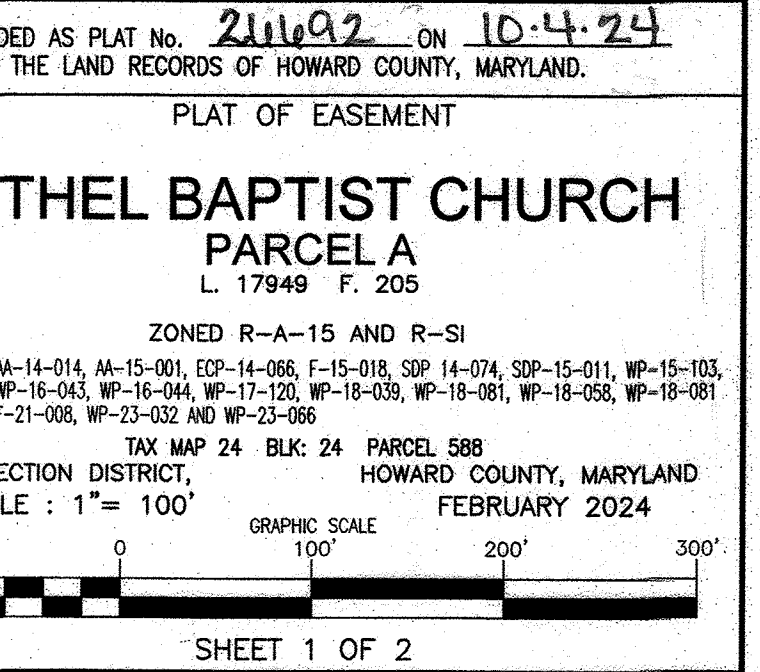 DED AS PLAT No. 26692 ON 10.4.24
THE LAND RECORDS OF HOWARD COUNTY, MARYLAND.
PLAT OF EASEMENT
THEL BAPTIST CHURCH
PARCEL A
L. 17949 F. 205
ZONED R-A-15 AND R-SI
AA-14-014, AA-15-001, ECP-14-066, F-15-018, SDP 14-074, SDP-15-011, WP-15-103,
WP-16-043, WP-16-044, WP-17-120, WP-18-039, WP-18-081, WP-18-058, WP-18-081
F-21-008, WP-23-032 AND WP-23-066
TAX MAP 24 BLK: 24 PARCEL 588
ECTION DISTRICT, HOWARD COUNTY, MARYLAND
LE : 1"= 100' FEBRUARY 2024
GRAPHIC SCALE
0 100' 200' 300'
SHEET 1 OF 2